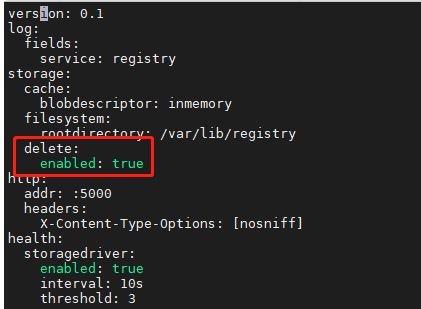 version: 0.1
log:
  fields:
    service: registry
storage:
  cache:
    blobdescriptor: inmemory
  filesystem:
    rootdirectory: /var/lib/registry
  delete:
    enabled: true
http:
  addr: :5000
  headers:
    X-Content-Type-Options: [nosniff]
health:
  storagedriver:
    enabled: true
    interval: 10s
    threshold: 3